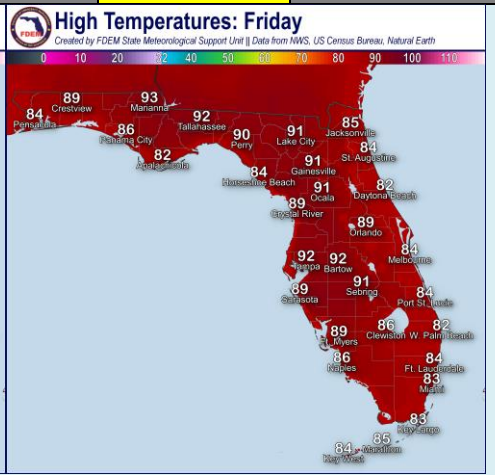 High Temperatures: Friday
Created by FDEM State Meteorological Support Unit || Data from NWS, US Census Bureau, Natural Earth
FDEM
0 10 20 32 40 50 60 70 80 90 100 110
89
Crestview
93
Marianna
84
Pensacola
92
Tallahassee
86
Panama City
90
Perry
91
Lake City
85
Jacksonville
82
Apalachicola
84
St. Augustine
91
Gainesville
84
Horseshoe Beach
91
Ocala
82
Daytona Beach
89
Crystal River
89
Orlando
84
Melbourne
92
Tampa
92
Bartow
91
Sebring
89
Sarasota
84
Port St. Lucie
89
Ft. Myers
86
Clewiston
82
W. Palm Beach
86
Naples
84
Ft. Lauderdale
83
Miami
83
Key Largo
85
Marathon
84
Key West